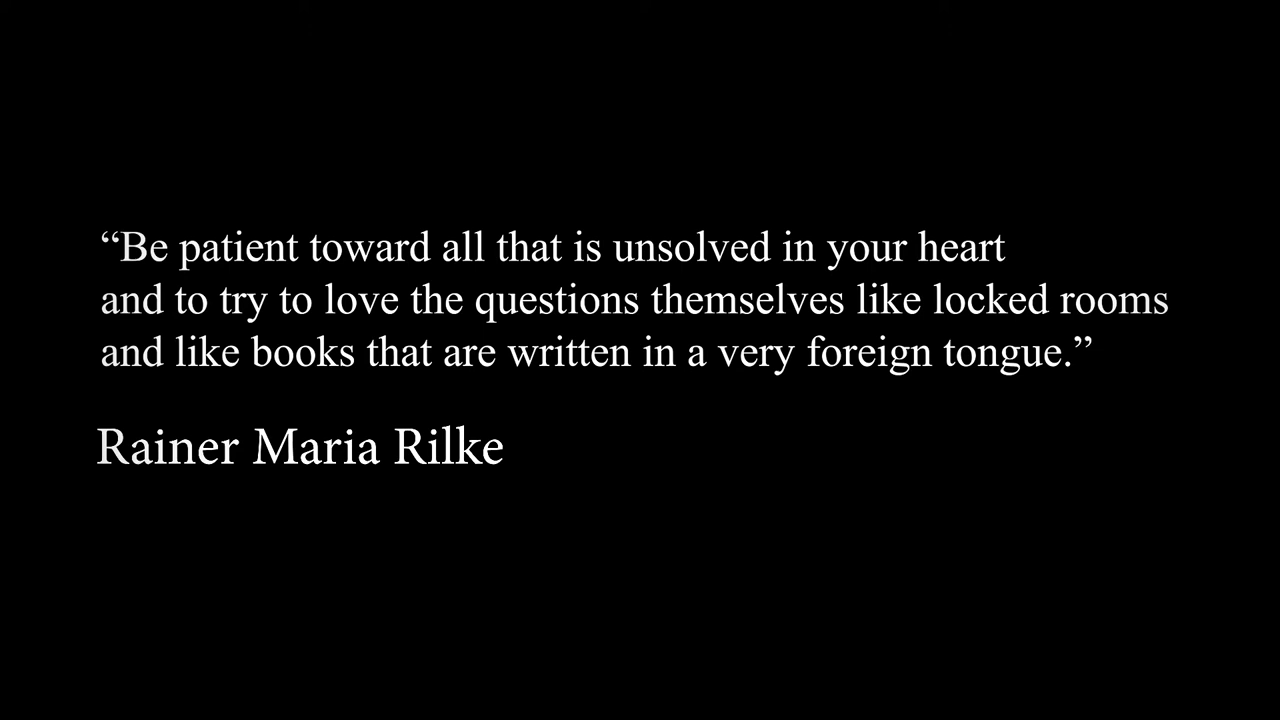 “Be patient toward all that is unsolved in your heart
and to try to love the questions themselves like locked rooms
and like books that are written in a very foreign tongue.”
Rainer Maria Rilke